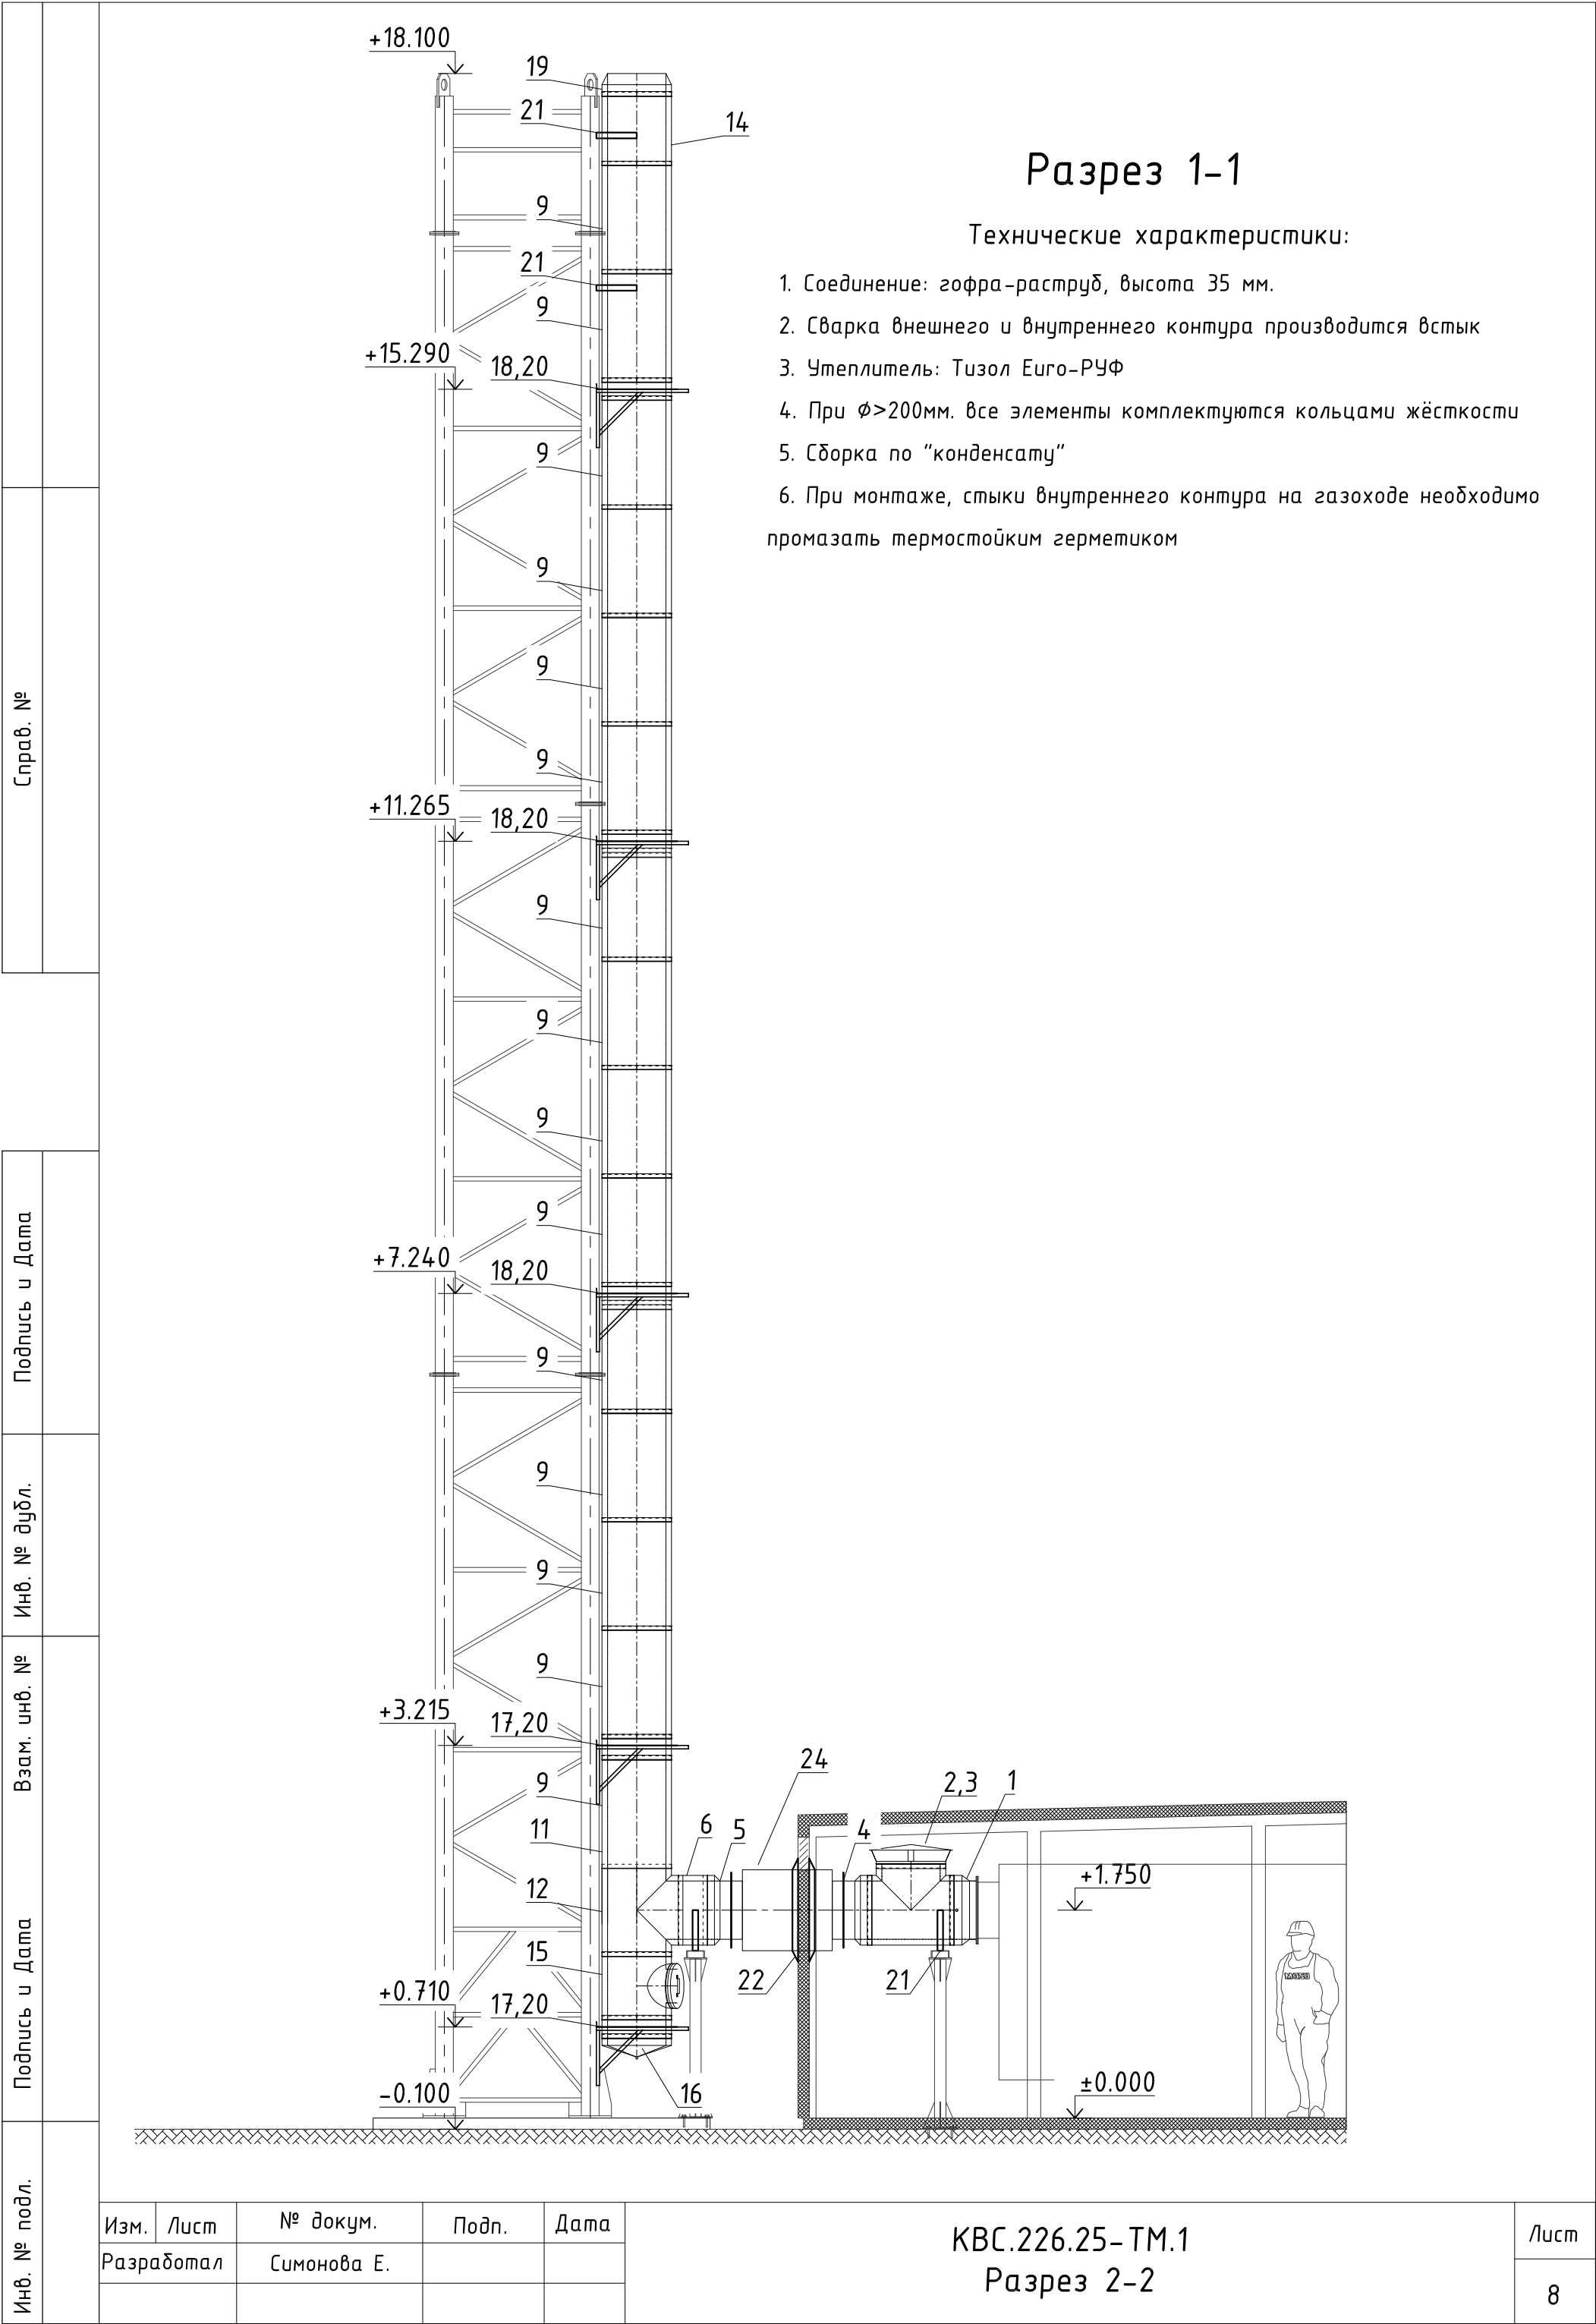 +18.100
19
21
14
Разрез 1-1
Технические характеристики:
1. Соединение: гофра-раструб, высота 35 мм.
2. Сварка внешнего и внутреннего контура производится встык
3. Утеплитель: Тизол Euro-РУФ
4. При Ø>200мм. все элементы комплектуются кольцами жёсткости
5. Сборка по "конденсату"
6. При монтаже, стыки внутреннего контура на газоходе необходимо
промазать термостойким герметиком
9
21
9
+15.290
18,20
9
9
9
9
+11.265
18,20
9
9
9
9
+7.240
18,20
9
9
9
9
+3.215
17,20
9
11
12
15
+0.710
17,20
-0.100
16
6
5
24
4
2,3
1
22
21
+1.750
±0.000
Справ. №
Подпись и Дата
Инв. № дубл.
Взам. инв. №
Подпись и Дата
Инв. № подл.
Изм.
Лист
№ докум.
Подп.
Дата
Разработал
Симонова Е.
КВС.226.25-ТМ.1
Разрез 2-2
Лист
8